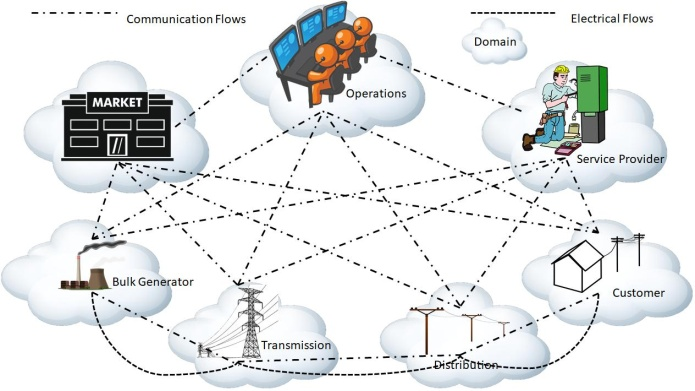 Communication Flows
Electrical Flows
Domain
MARKET
Operations
Service Provider
Bulk Generator
Customer
Transmission
Distribution